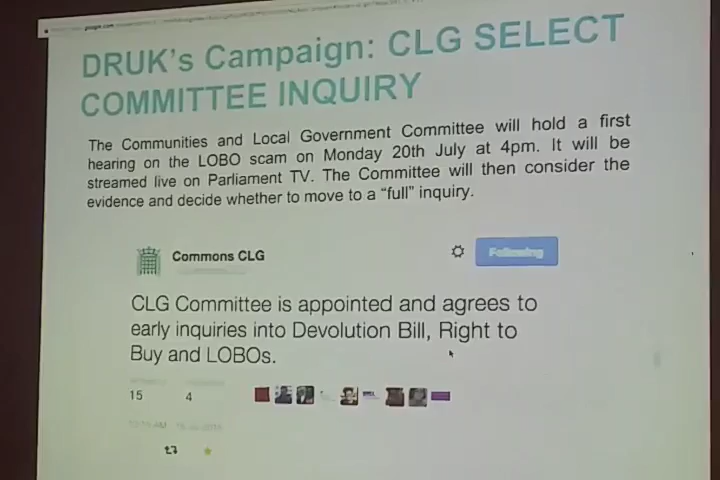 DRUK's Campaign: CLG SELECT
COMMITTEE INQUIRY
The Communities and Local Government Committee will hold a first
hearing on the LOBO scam on Monday 20th July at 4pm. It will be
streamed live on Parliament TV. The Committee will then consider the
evidence and decide whether to move to a "full" inquiry.
Commons CLG
Following
CLG Committee is appointed and agrees to
early inquiries into Devolution Bill, Right to
Buy and LOBOs.
15 4